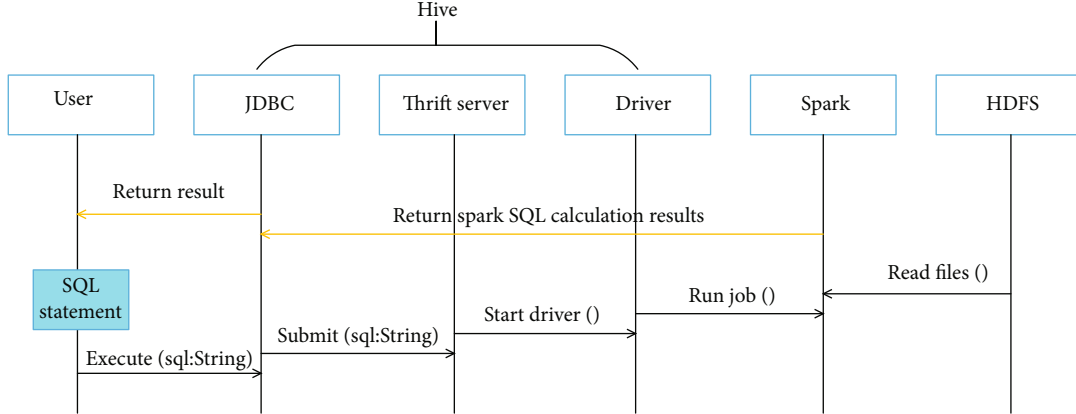 Hive
User
JDBC
Thrift server
Driver
Spark
HDFS
Return result
Return spark SQL calculation results
Read files ()
SQL
statement
Run job ()
Start driver ()
Submit (sql:String)
Execute (sql:String)